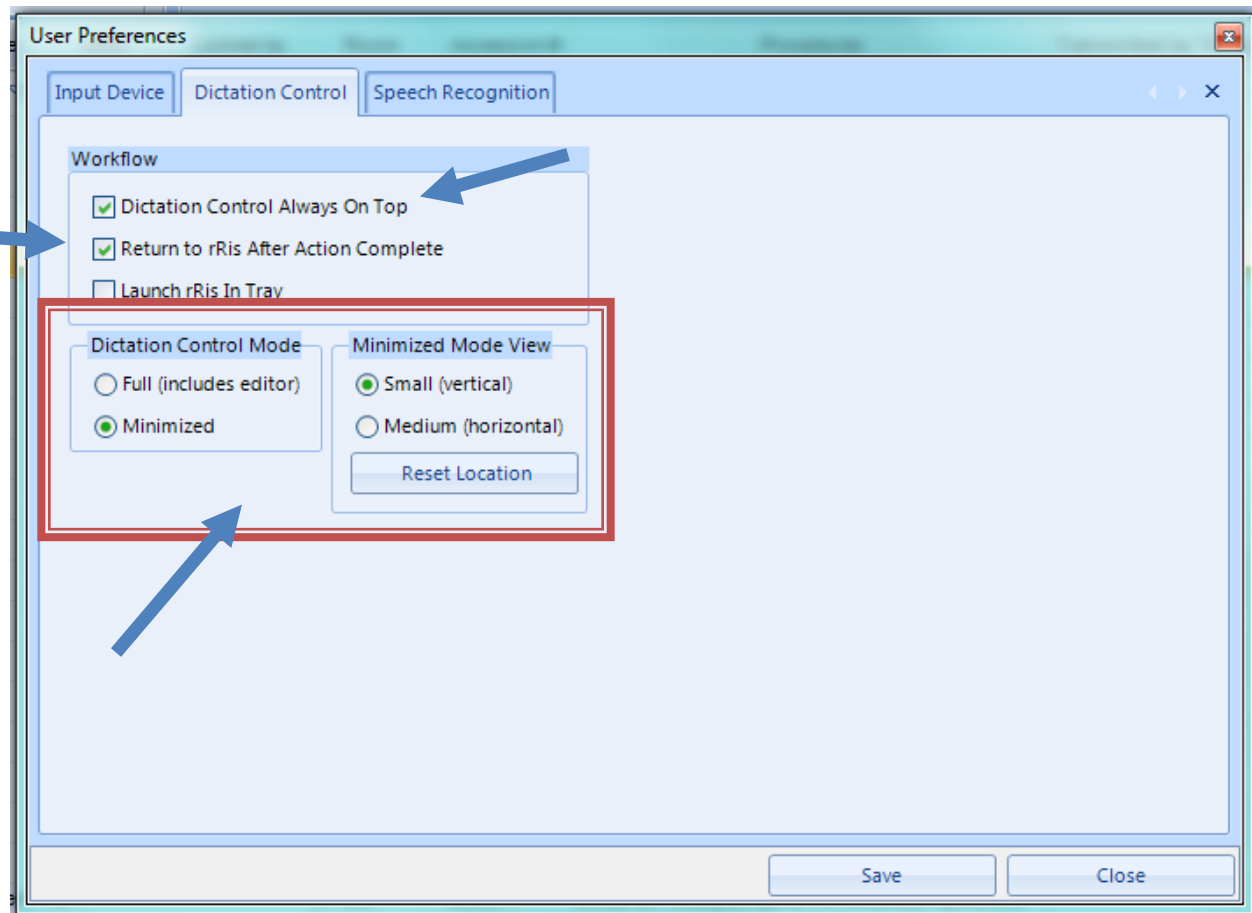 User Preferences
Input Device Dictation Control Speech Recognition
Workflow
Dictation Control Always On Top
Return to rRis After Action Complete
Launch rRis In Tray
Dictation Control Mode Minimized Mode View
Full (includes editor) Small (vertical)
Minimized Medium (horizontal)
Reset Location
Save Close